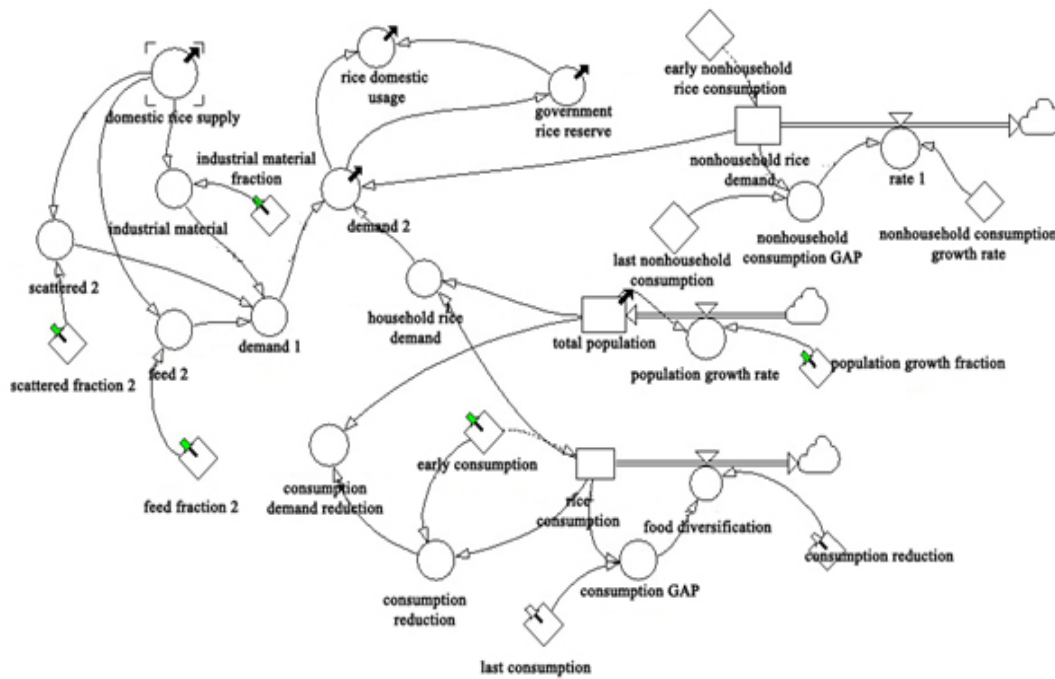 early nonhousehold
rice consumption
rice domestic
usage
domestic rice supply
government
rice reserve
industrial material
fraction
nonhousehold rice
demand
rate 1
industrial material
demand 2
nonhousehold
consumption GAP
nonhousehold consumption
growth rate
scattered 2
last nonhousehold
consumption
household rice
demand
demand 1
total population
feed 2
population growth rate
population growth fraction
scattered fraction 2
early consumption
consumption
demand reduction
rice
consumption
feed fraction 2
food diversification
consumption reduction
consumption GAP
consumption
reduction
last consumption